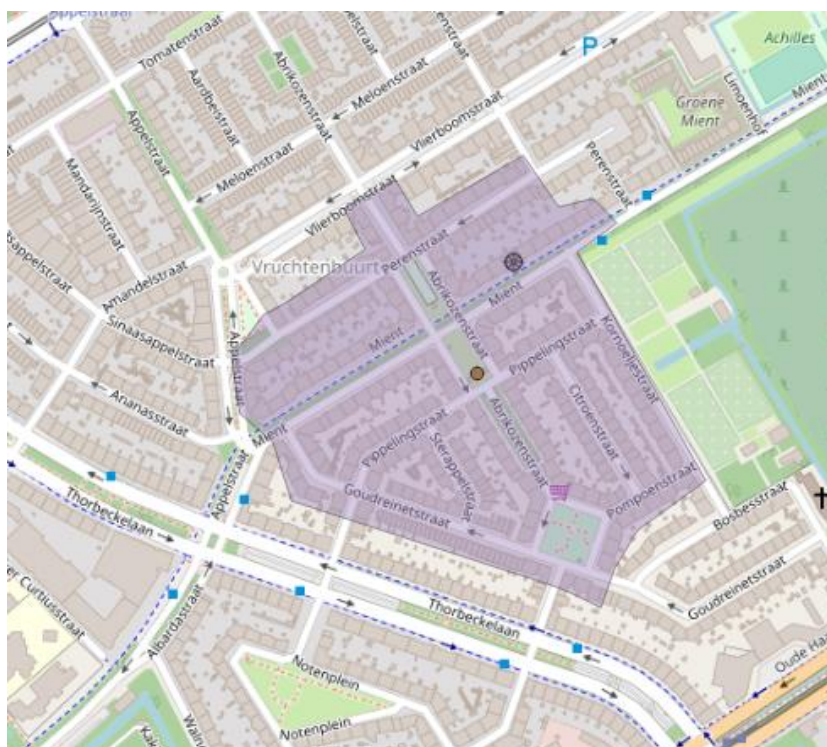 Appelstraat
Tomatenstraat
Aardbeistraat
Abrikozenstraat
Meloenstraat
Perenstraat
P
Achilles
Groene
Mient
Limoenhof
Mient
Appelstraat
Mandarijnstraat
Meloenstraat
Vlierboomstraat
Vlierboomstraat
Perenstraat
Vruchtenbuurt
Perenstraat
Amandelstraat
Sinaasappelstraat
Appelstraat
Mient
Mient
Abrikozenstraat
Pippelingstraat
Kornoeljestraat
Citroenstraat
Ananasstraat
Mient
Pippelingstraat
Sterappelstraat
Abrikozenstraat
Appelstraat
Thorbeckelaan
Goudreinetstraat
Pompoenstraat
Bosbesstraat
Goudreinetstraat
Thorbeckelaan
Albardastraat
Curtiusstraat
Notenplein
Notenplein